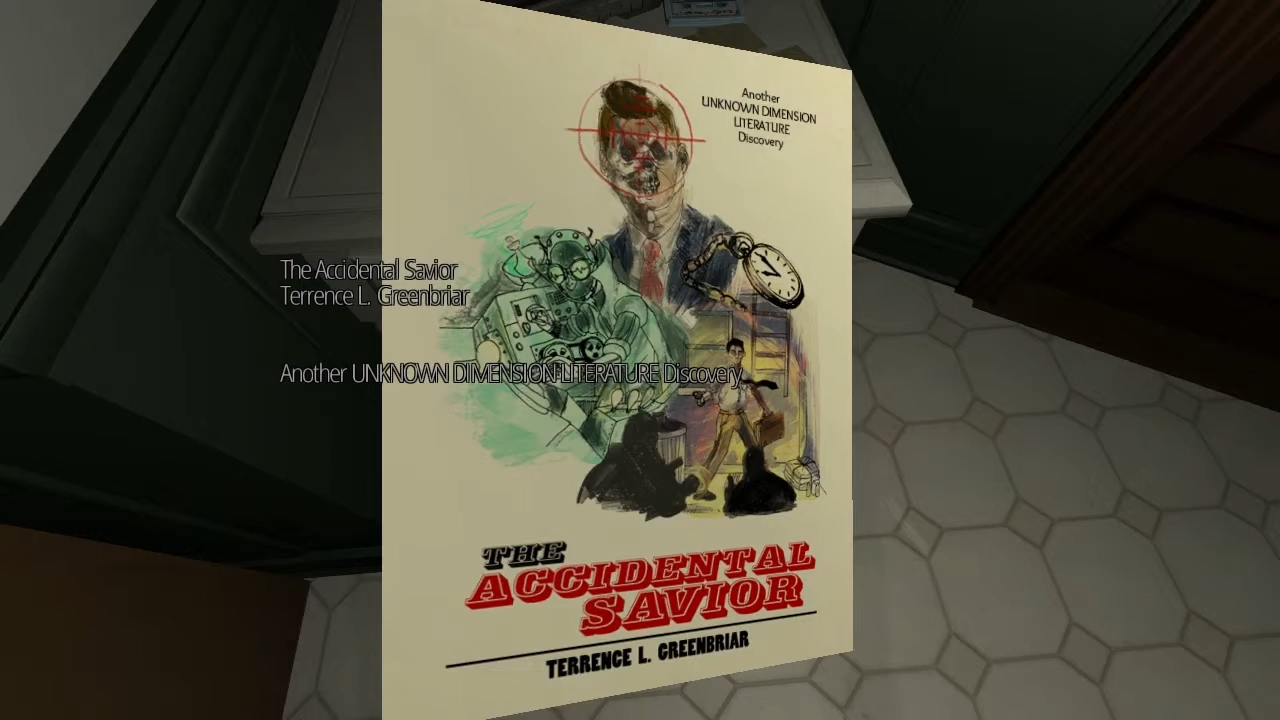 Another
UNKNOWN DIMENSION
LITERATURE
Discovery
The Accidental Savior
Terrence L. Greenbriar
Another UNKNOWN DIMENSION LITERATURE Discovery
THE
ACCIDENTAL
SAVIOR
TERRENCE L. GREENBRIAR